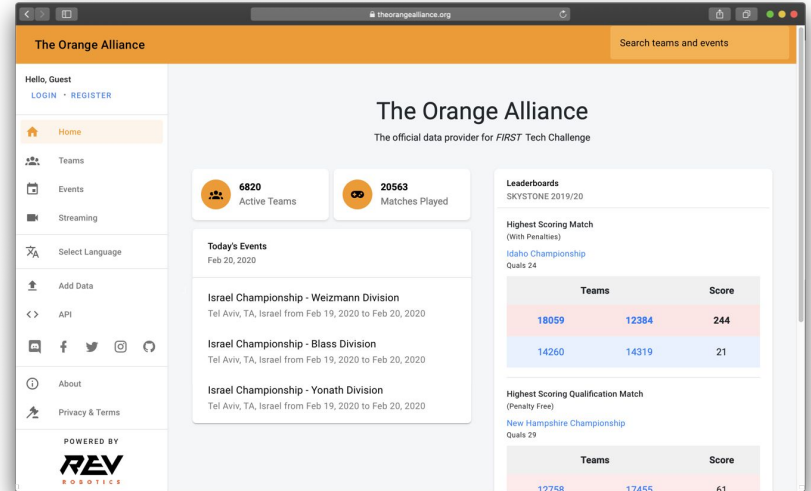 theorangealliance.org
The Orange Alliance
Search teams and events
Hello, Guest
LOGIN • REGISTER
Home
Teams
Events
Streaming
Select Language
Add Data
API
About
Privacy & Terms
POWERED BY
REV
ROBOTICS
The Orange Alliance
The official data provider for FIRST Tech Challenge
6820
Active Teams
20563
Matches Played
Today's Events
Feb 20, 2020
Israel Championship - Weizmann Division
Tel Aviv, TA, Israel from Feb 19, 2020 to Feb 20, 2020
Israel Championship - Blass Division
Tel Aviv, TA, Israel from Feb 19, 2020 to Feb 20, 2020
Israel Championship - Yonath Division
Tel Aviv, TA, Israel from Feb 19, 2020 to Feb 20, 2020
Leaderboards
SKYSTONE 2019/20
Highest Scoring Match
(With Penalties)
Idaho Championship
Quals 24
Teams Score
18059 12384 244
14260 14319 21
Highest Scoring Qualification Match
(Penalty Free)
New Hampshire Championship
Quals 29
Teams Score
12758 17455 61